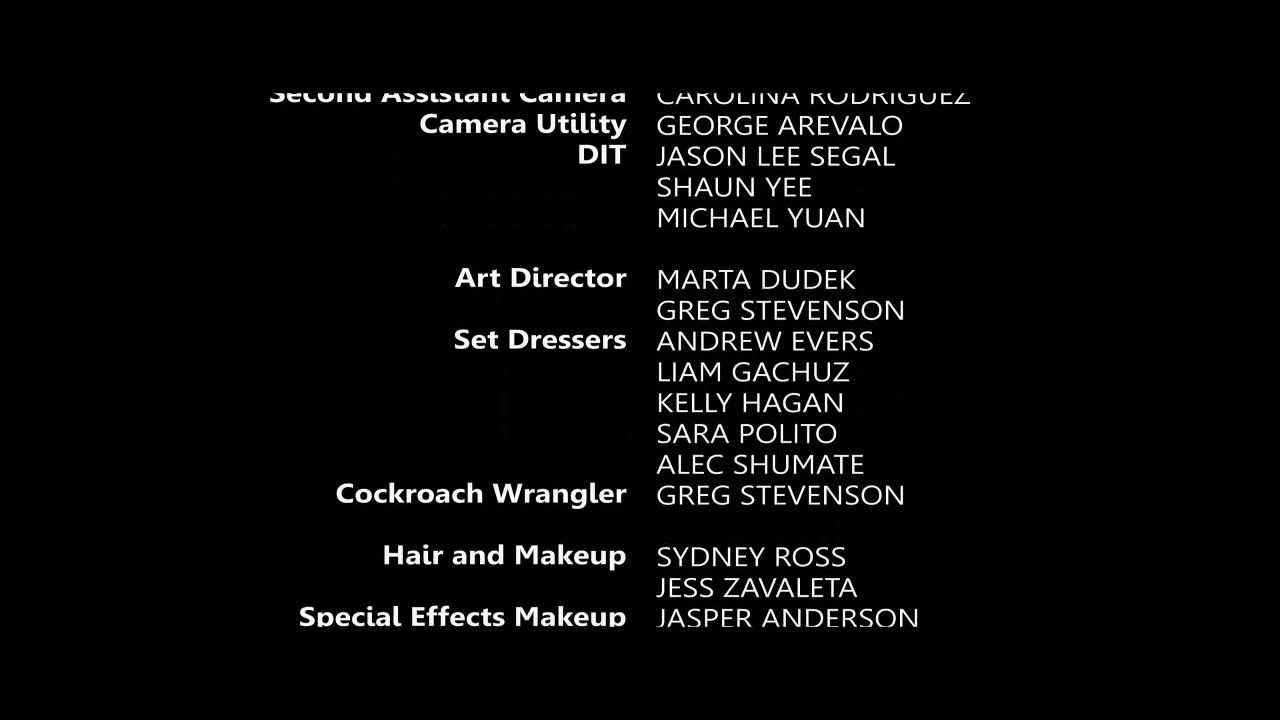 Second Assistant Camera CAROLINA RODRIGUEZ
Camera Utility GEORGE AREVALO
DIT JASON LEE SEGAL
SHAUN YEE
MICHAEL YUAN
Art Director MARTA DUDEK
GREG STEVENSON
Set Dressers ANDREW EVERS
LIAM GACHUZ
KELLY HAGAN
SARA POLITO
ALEC SHUMATE
Cockroach Wrangler GREG STEVENSON
Hair and Makeup SYDNEY ROSS
JESS ZAVALETA
Special Effects Makeup JASPER ANDERSON